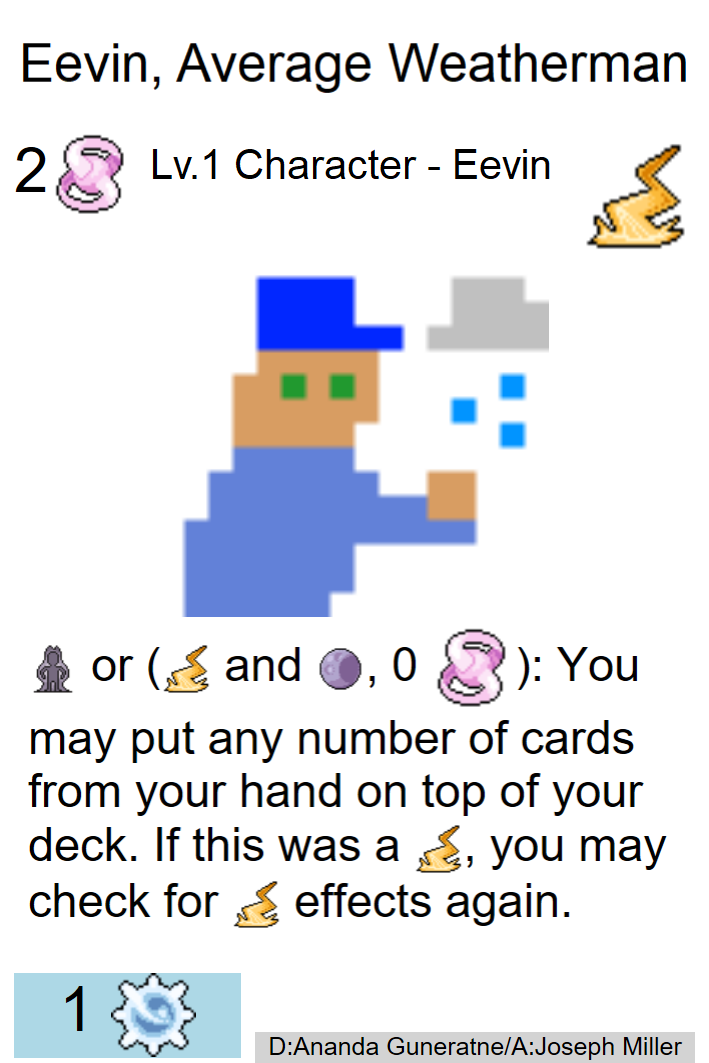 Eevin, Average Weatherman
2 Lv.1 Character - Eevin
or ( and , 0 ): You
may put any number of cards
from your hand on top of your
deck. If this was a , you may
check for effects again.
1
D:Ananda Guneratne/A:Joseph Miller